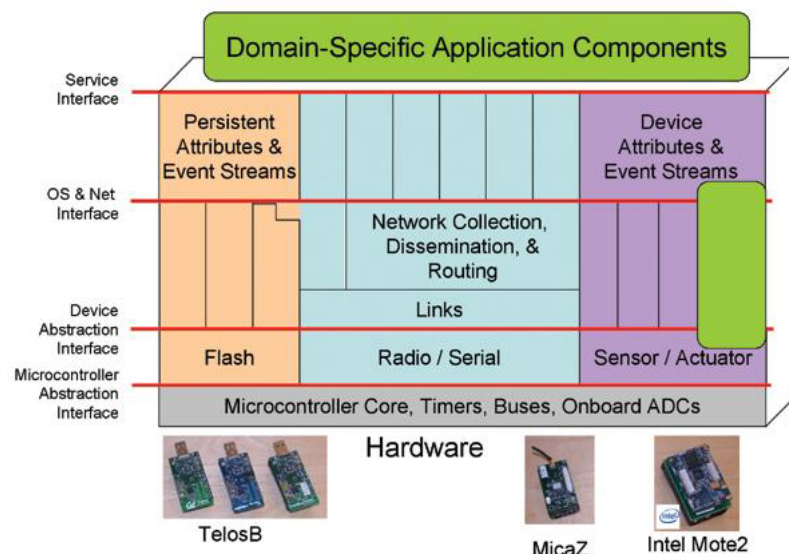 Domain-Specific Application Components
Service
Interface
Persistent
Attributes &
Event Streams
Device
Attributes &
Event Streams
OS & Net
Interface
Network Collection,
Dissemination, &
Routing
Links
Device
Abstraction
Interface
Flash
Radio / Serial
Sensor / Actuator
Microcontroller
Abstraction
Interface
Microcontroller Core, Timers, Buses, Onboard ADCs
Hardware
intel
TelosB
MicaZ
Intel Mote2